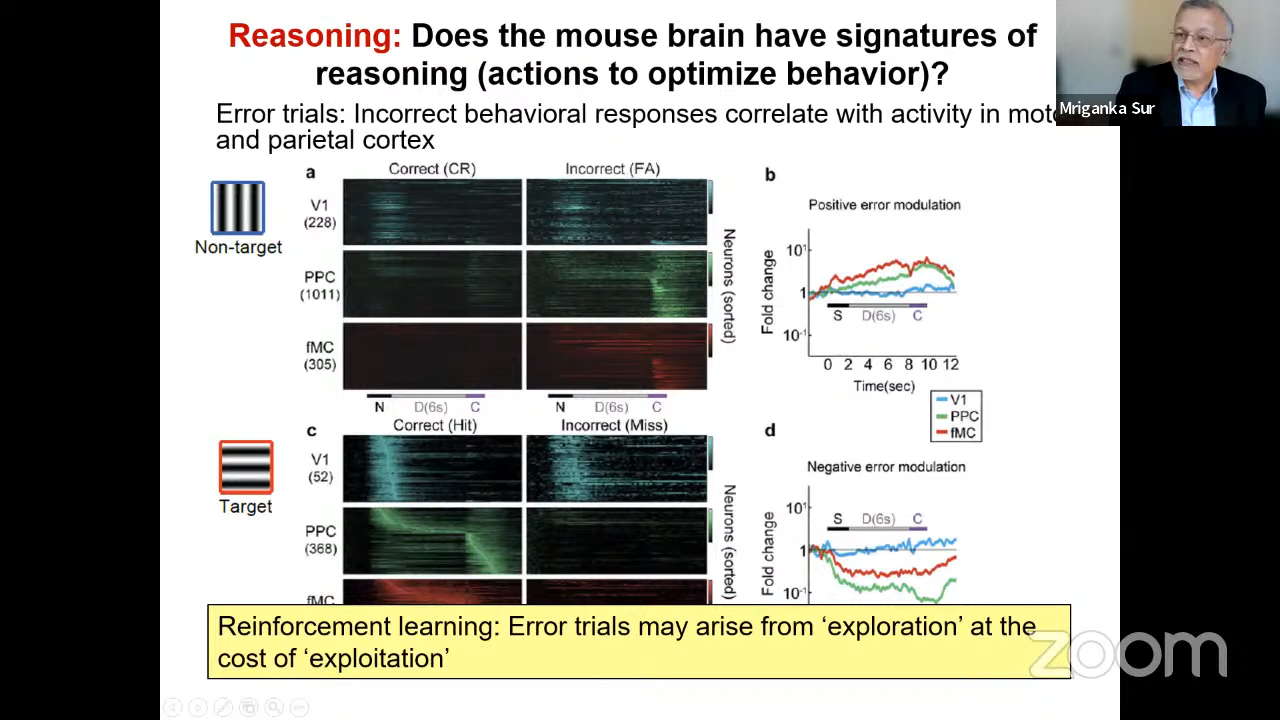 Reasoning: Does the mouse brain have signatures of
reasoning (actions to optimize behavior)?
Mriganka Sur
Error trials: Incorrect behavioral responses correlate with activity in moto
and parietal cortex
a
Correct (CR)
Incorrect (FA)
Non-target
V1
(228)
PPC
(1011)
fMC
(305)
Neurons (sorted)
N D(6s) C
N D(6s) C
b
Positive error modulation
Fold change
10¹
1
10⁻¹
S D(6s) C
0 2 4 6 8 10 12
Time(sec)
V1
PPC
fMC
c
Correct (Hit)
Incorrect (Miss)
Target
V1
(52)
PPC
(368)
fMC
Neurons (sorted)
d
Negative error modulation
Fold change
10¹
1
10⁻¹
S D(6s) C
Reinforcement learning: Error trials may arise from ‘exploration’ at the
cost of ‘exploitation’
zoom